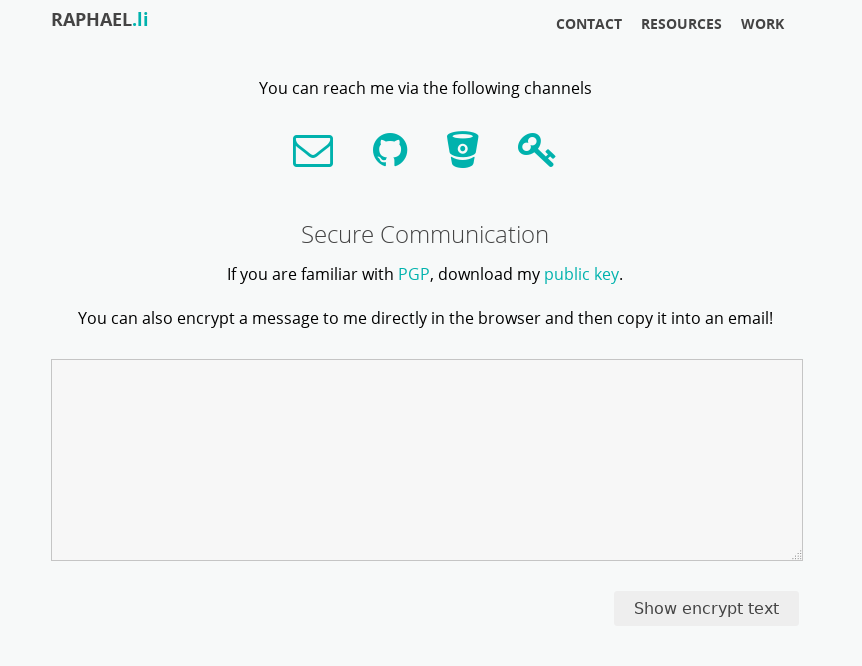 RAPHAEL.li
CONTACT RESOURCES WORK
You can reach me via the following channels
Secure Communication
If you are familiar with PGP, download my public key.
You can also encrypt a message to me directly in the browser and then copy it into an email!
Show encrypt text